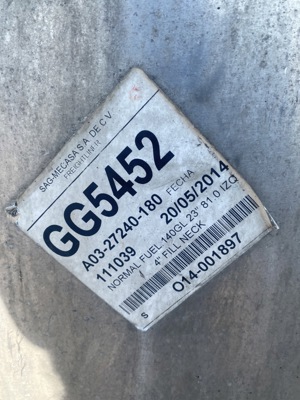 SAG-MECASA S.A. DE C.V.
FREIGHTLINER
GG5452
A03-27240-180 FECHA
111039 20/05/2014
NORMAL FUEL 140GL 23" 81.0 IZQ
4" FILL NECK
S O14-001897